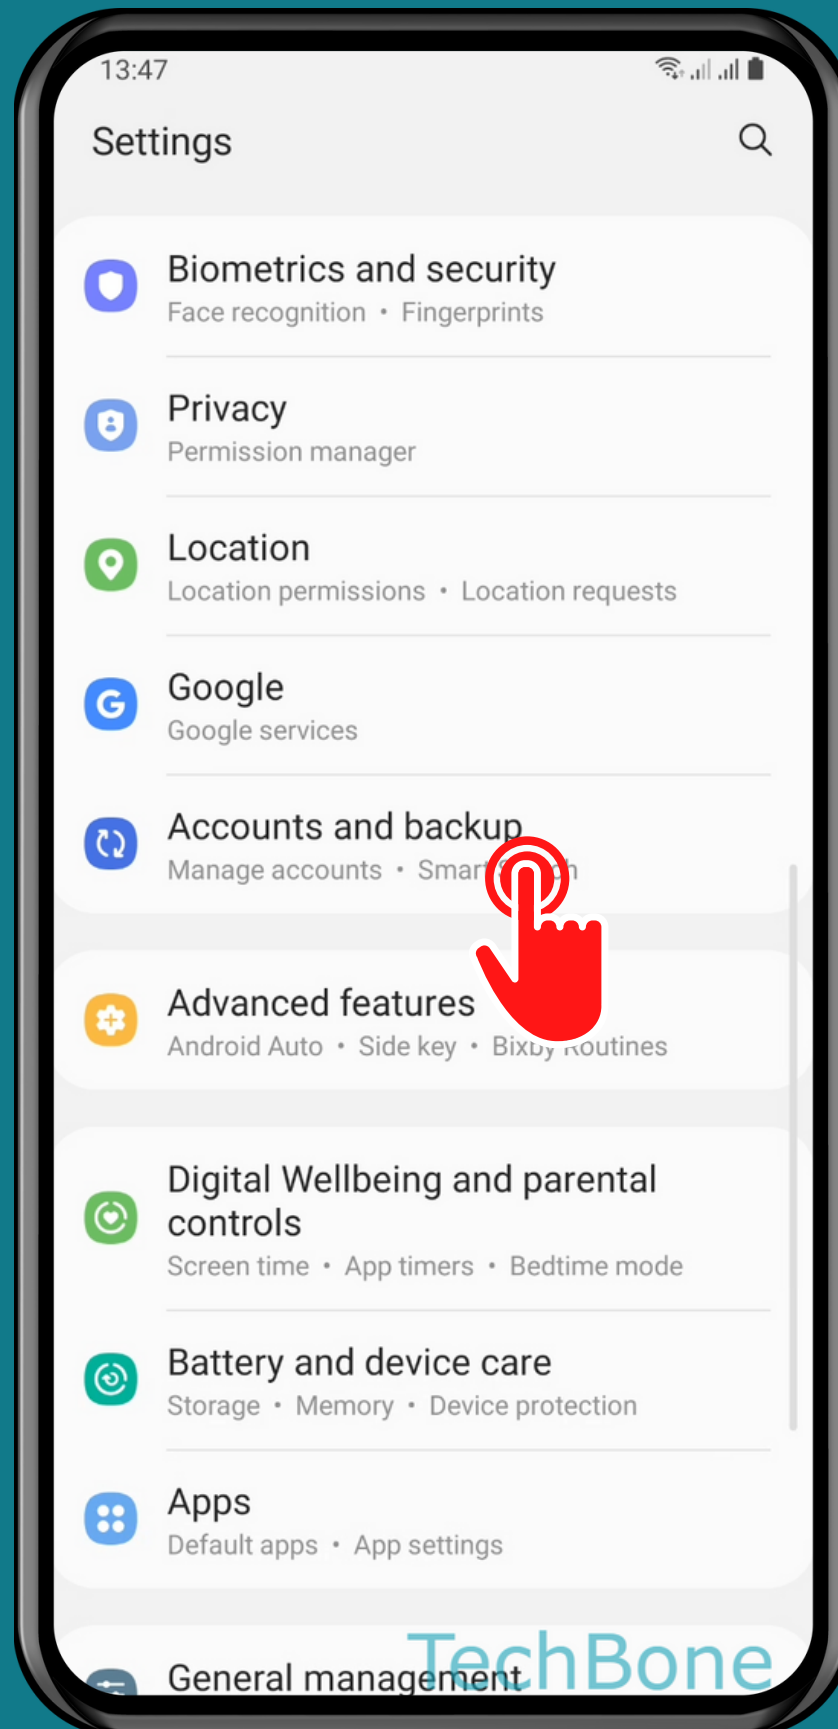 13:47
Settings
Biometrics and security
Face recognition • Fingerprints
Privacy
Permission manager
Location
Location permissions • Location requests
Google
Google services
Accounts and backup
Manage accounts • Smart
Advanced features
Android Auto • Side key • Bixby Routines
Digital Wellbeing and parental
controls
Screen time • App timers • Bedtime mode
Battery and device care
Storage • Memory • Device protection
Apps
Default apps • App settings
General management
TechBone